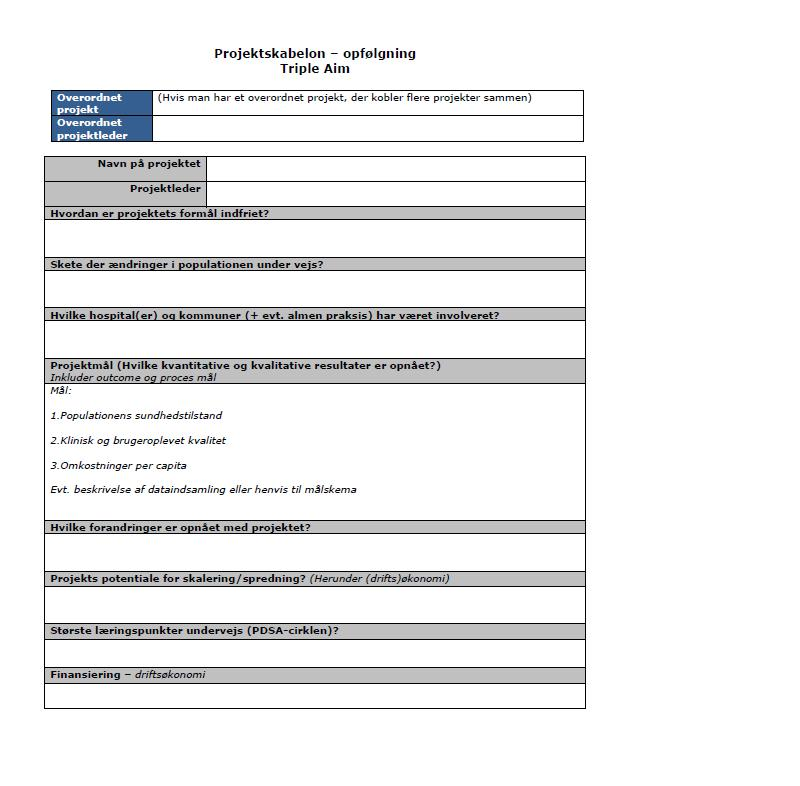 Projektskabelon – opfølgning
Triple Aim
Overordnet
projekt
(Hvis man har et overordnet projekt, der kobler flere projekter sammen)
Overordnet
projektleder
Navn på projektet
Projektleder
Hvordan er projektets formål indfriet?
Skete der ændringer i populationen under vejs?
Hvilke hospital(er) og kommuner (+ evt. almen praksis) har været involveret?
Projektmål (Hvilke kvantitative og kvalitative resultater er opnået?)
Inkluder outcome og proces mål
Mål:
1.Populationens sundhedstilstand
2.Klinisk og brugeroplevet kvalitet
3.Omkostninger per capita
Evt. beskrivelse af dataindsamling eller henvis til målskema
Hvilke forandringer er opnået med projektet?
Projekts potentiale for skalering/spredning? (Herunder (drifts)økonomi)
Største læringspunkter undervejs (PDSA-cirklen)?
Finansiering – driftsøkonomi